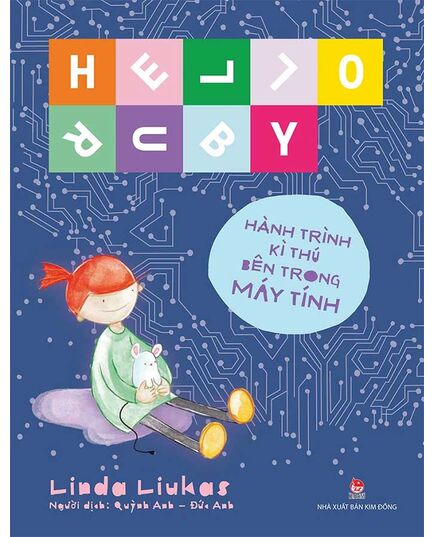 HELLO
RUBY
HÀNH TRÌNH
KÌ THÚ
BÊN TRONG
MÁY TÍNH
Linda Liukas
Người dịch: Quỳnh Anh – Đức Anh
NHÀ XUẤT BẢN KIM ĐỒNG